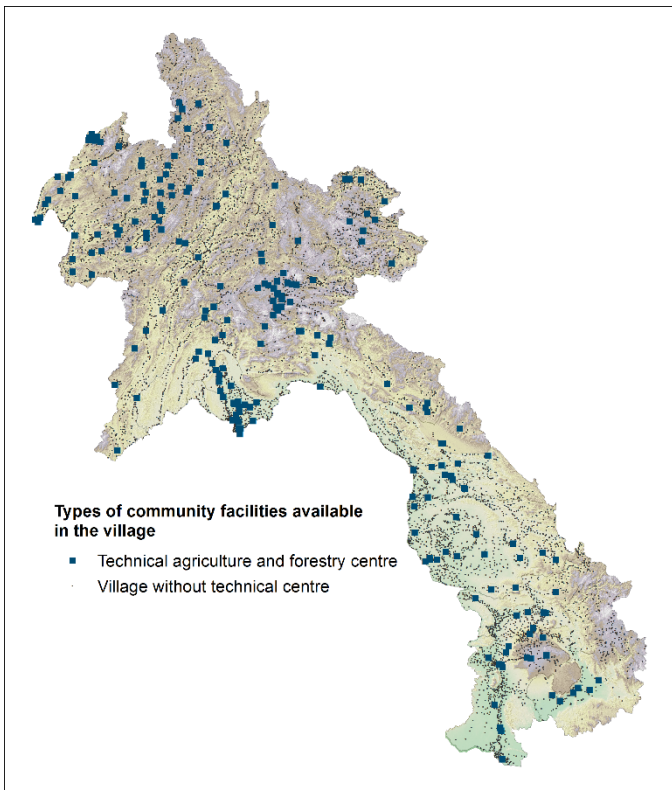 Types of community facilities available
in the village
Technical agriculture and forestry centre
Village without technical centre